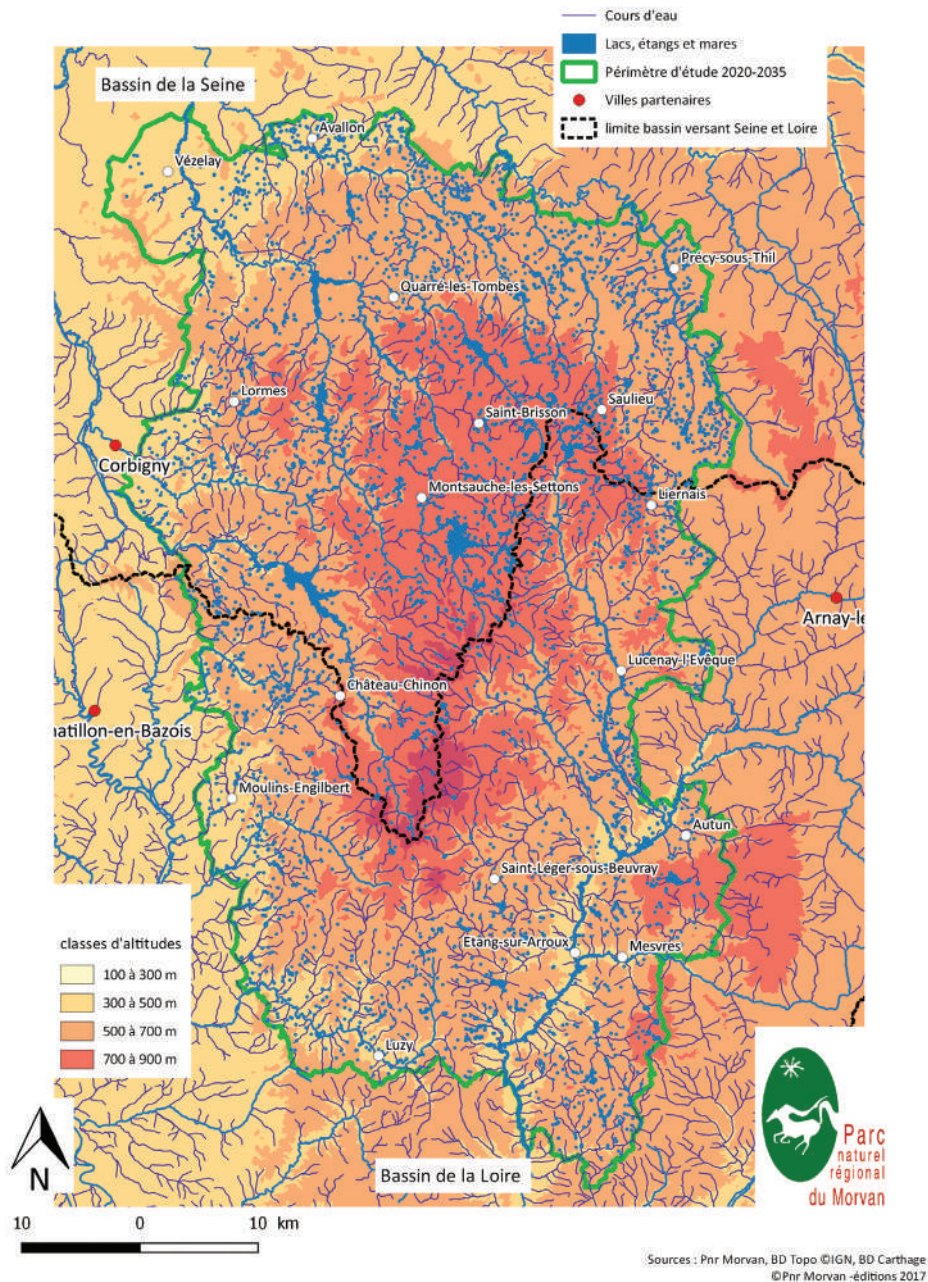 Cours d'eau
Lacs, étangs et mares
Périmètre d'étude 2020-2035
Villes partenaires
limite bassin versant Seine et Loire
Bassin de la Seine
Avallon
Vézelay
Précy-sous-Thil
Quarré-les-Tombes
Lormes
Saulieu
Saint-Brisson
Corbigny
Montsauche-les-Settons
Liernais
Arnay-le
Lucenay-l'Evêque
Château-Chinon
hatillon-en-Bazois
Moulins-Engilbert
Autun
Saint-Léger-sous-Beuvray
Etang-sur-Arroux
Mesvres
classes d'altitudes
100 à 300 m
300 à 500 m
500 à 700 m
700 à 900 m
Luzy
Parc
naturel
régional
du Morvan
N
Bassin de la Loire
10 0 10 km
Sources : Pnr Morvan, BD Topo ©IGN, BD Carthage
©Pnr Morvan -éditions 2017